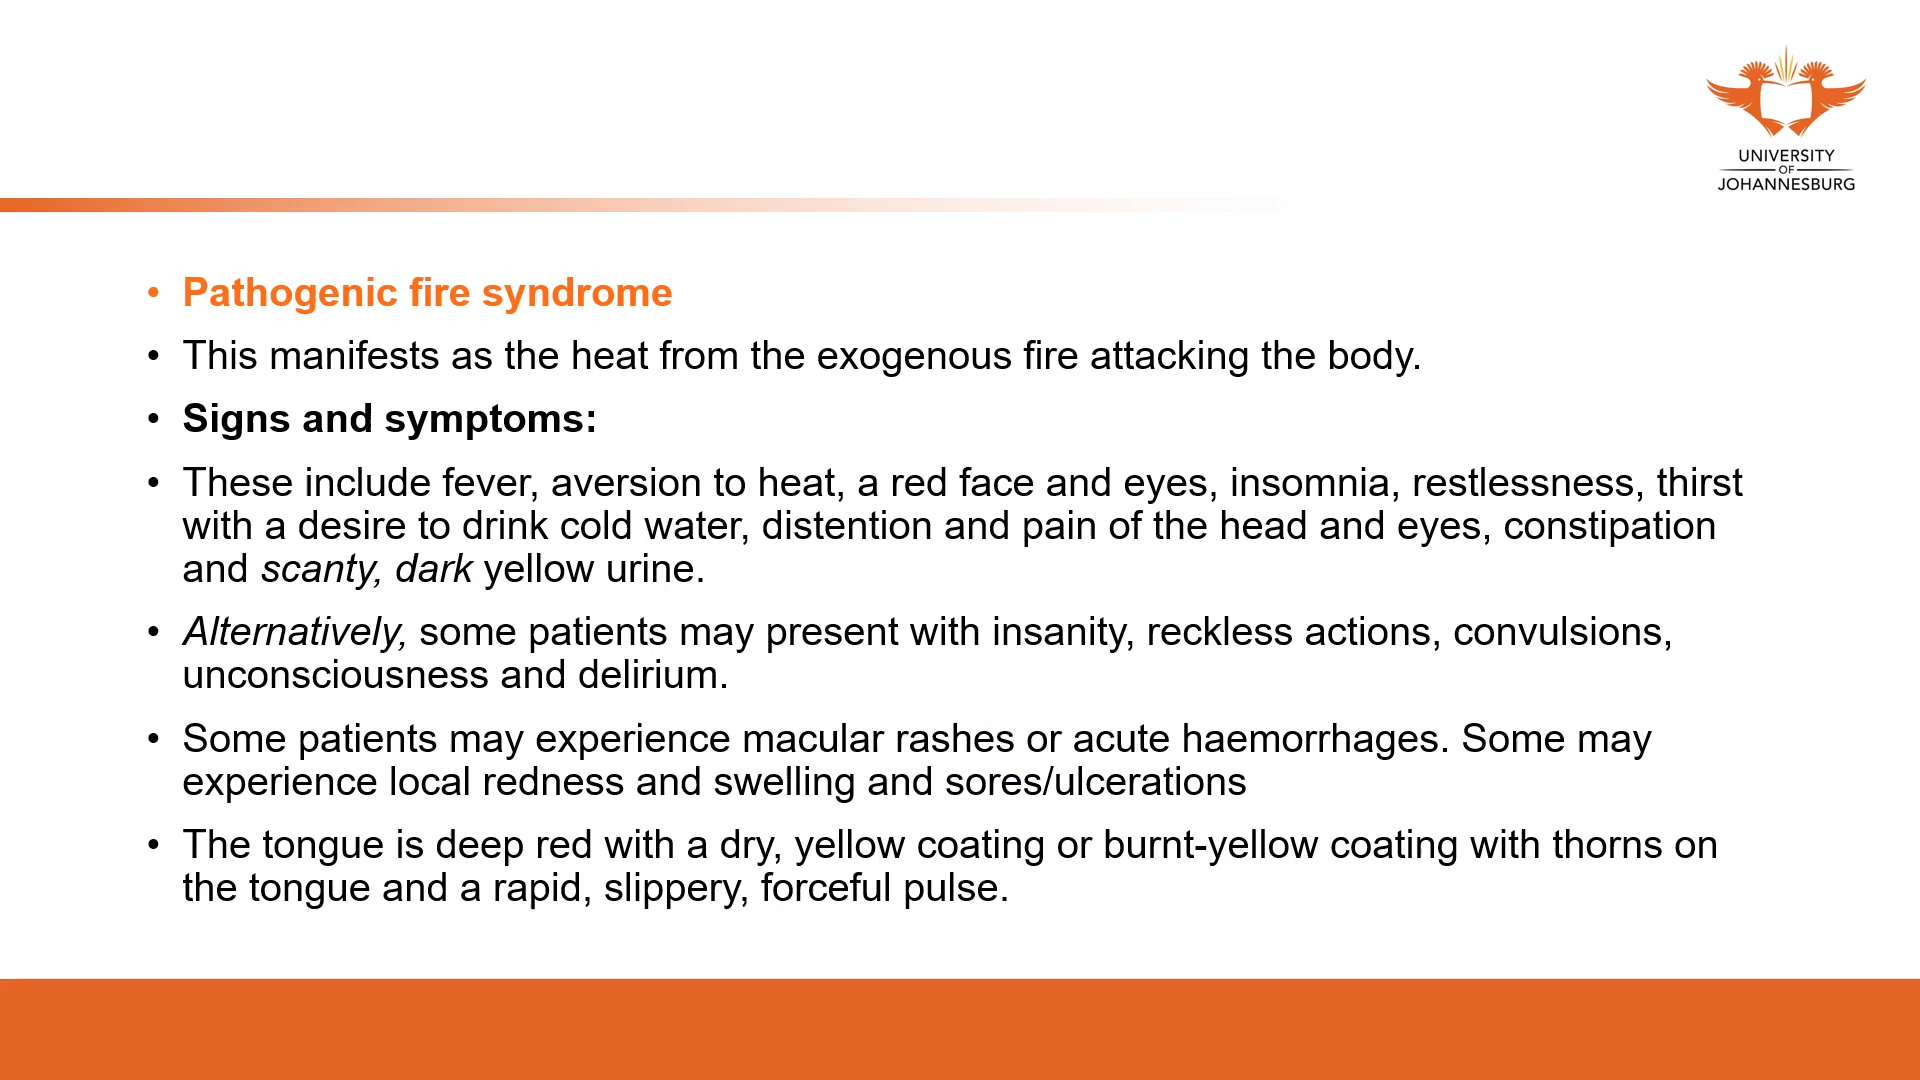 UNIVERSITY
OF
JOHANNESBURG
• Pathogenic fire syndrome
• This manifests as the heat from the exogenous fire attacking the body.
• Signs and symptoms:
• These include fever, aversion to heat, a red face and eyes, insomnia, restlessness, thirst
with a desire to drink cold water, distention and pain of the head and eyes, constipation
and scanty, dark yellow urine.
• Alternatively, some patients may present with insanity, reckless actions, convulsions,
unconsciousness and delirium.
• Some patients may experience macular rashes or acute haemorrhages. Some may
experience local redness and swelling and sores/ulcerations
• The tongue is deep red with a dry, yellow coating or burnt-yellow coating with thorns on
the tongue and a rapid, slippery, forceful pulse.